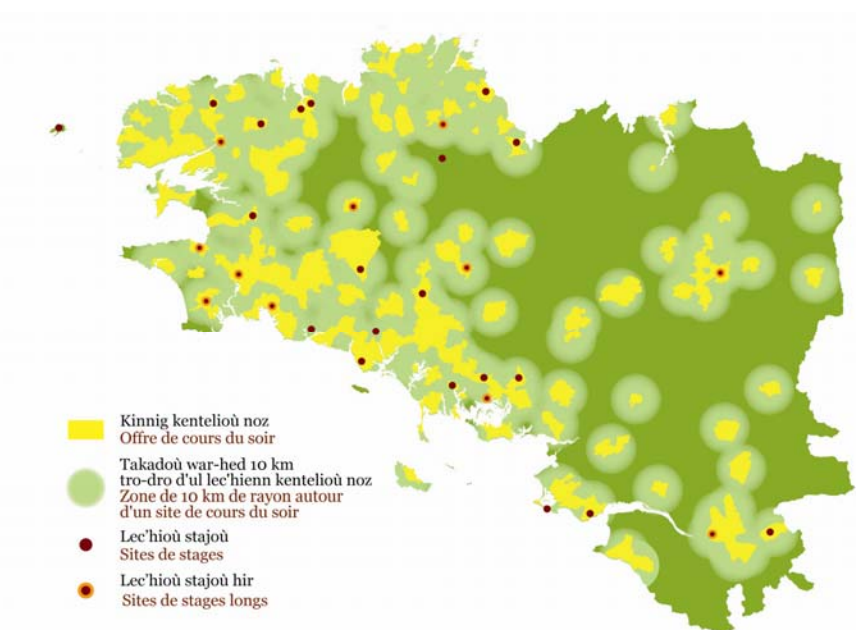 Kinnig kentelioù noz
Offre de cours du soir
Takadoù war-hed 10 km
tro-dro d'ul lec'hienn kentelioù noz
Zone de 10 km de rayon autour
d'un site de cours du soir
Lec'hioù stajoù
Sites de stages
Lec'hioù stajoù hir
Sites de stages longs